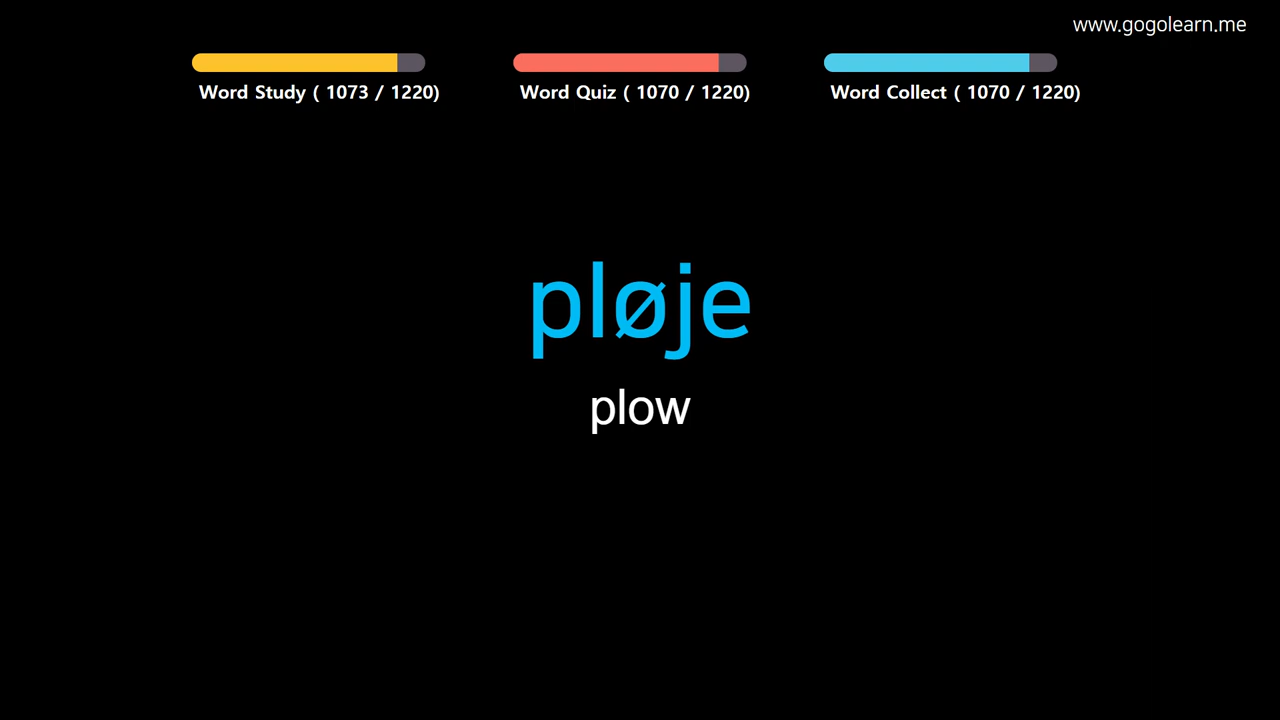 www.gogolearn.me
Word Study ( 1073 / 1220)
Word Quiz ( 1070 / 1220)
Word Collect ( 1070 / 1220)
pløje
plow